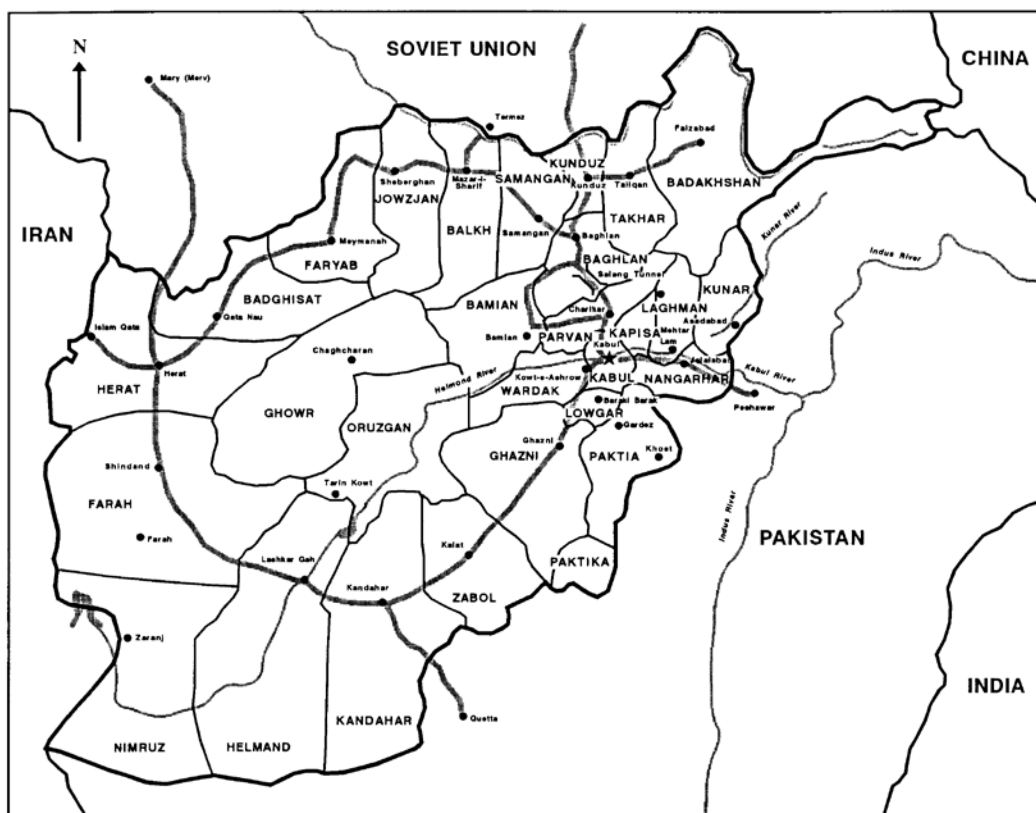 N
SOVIET UNION
CHINA
Mary (Merv)
Termez
Faizabad
KUNDUZ
Sheberghan
Mazar-i-
Sharif
SAMANGAN
Kunduz
Taliqan
BADAKHSHAN
JOWZJAN
IRAN
TAKHAR
Kunar River
Samangan
BALKH
Baghlan
Meymanah
BAGHLAN
Indus River
FARYAB
Salang Tunnel
KUNAR
BADGHISAT
BAMIAN
LAGHMAN
Charikar
Qala Nau
Asadabad
Islam Qala
PARVAN
KAPISA
Bamian
Mehtar
Lam
Kabul
Chaghcharan
Jalalabad
Herat
Helmond River
Kabul River
HERAT
Kowt-e-Ashrow
KABUL
NANGARHAR
WARDAK
Peshawar
Baraki Barak
GHOWR
LOWGAR
ORUZGAN
Gardez
Ghazni
GHAZNI
PAKTIA
Khost
Shindand
Tarin Kowt
FARAH
Indus River
Farah
PAKISTAN
Kalat
Lashkar Gah
PAKTIKA
Kandahar
ZABOL
Zaranj
INDIA
Quetta
KANDAHAR
NIMRUZ
HELMAND